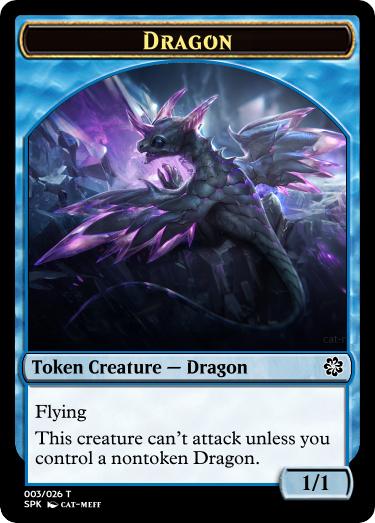 DRAGON
cat-
Token Creature — Dragon
Flying
This creature can't attack unless you
control a nontoken Dragon.
1/1
003/026 T
SPK CAT-MEFF